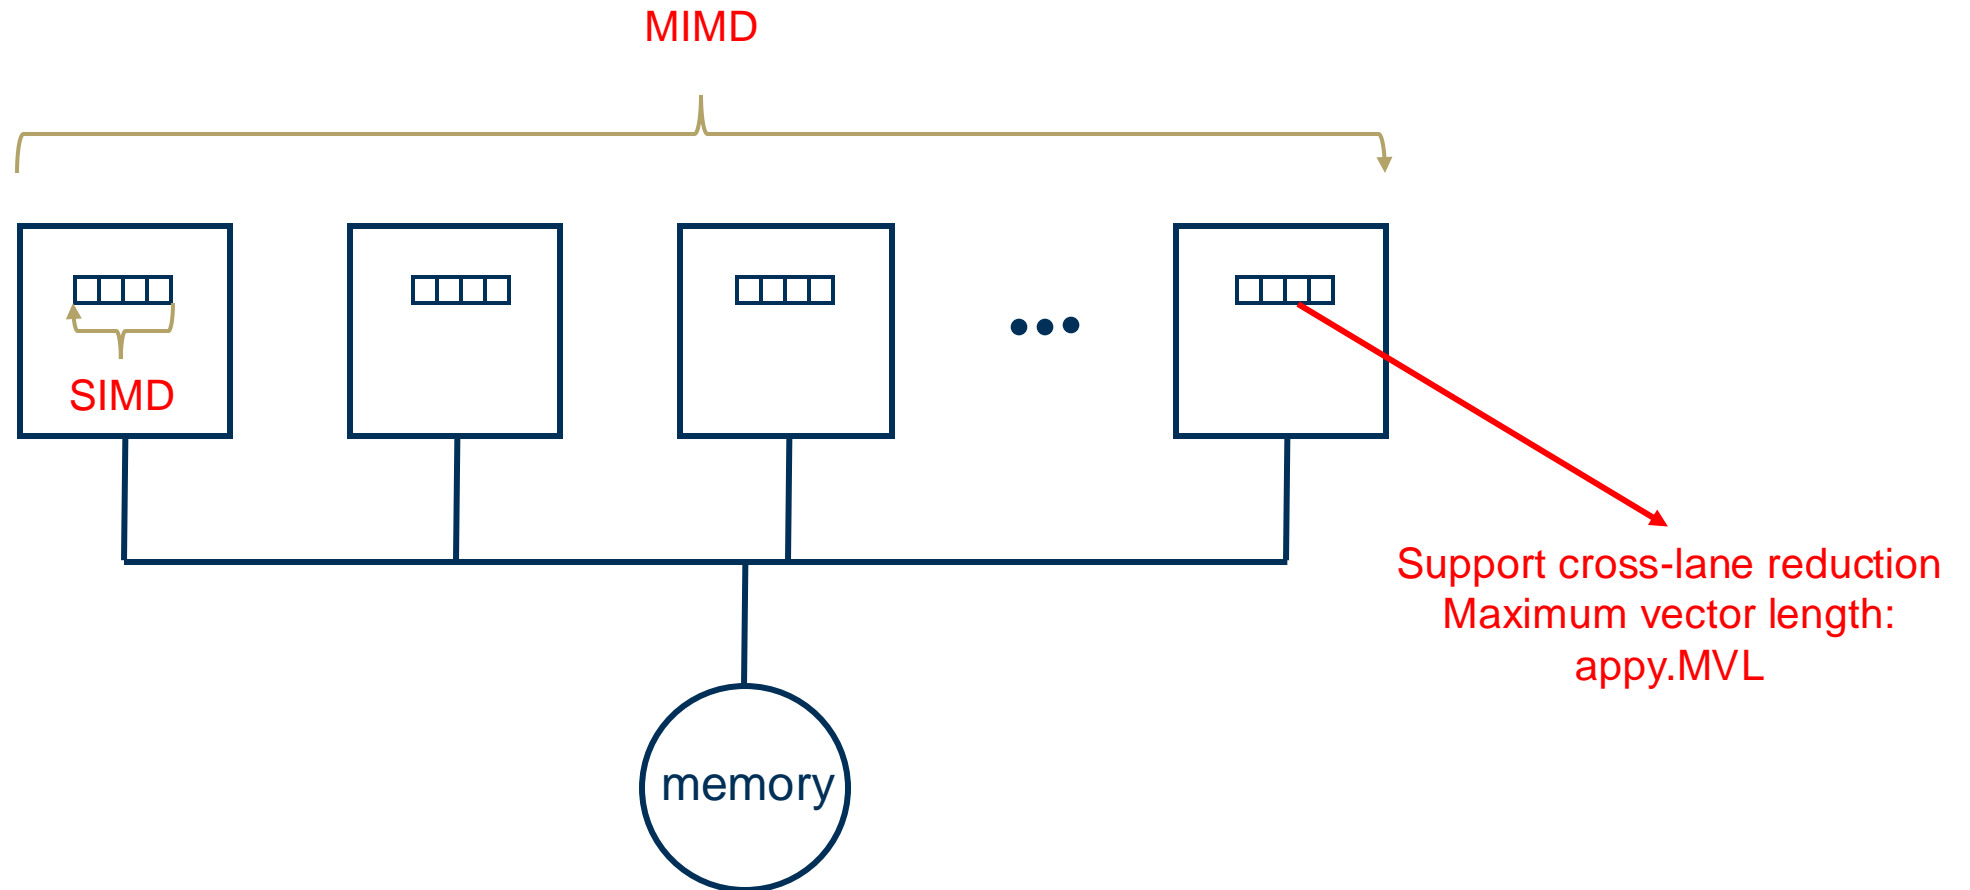 MIMD
SIMD
Support cross-lane reduction
Maximum vector length:
appy.MVL
memory